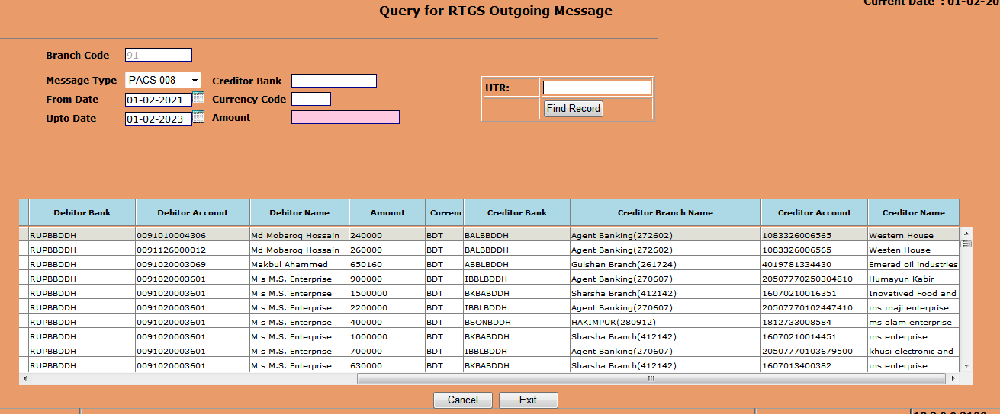 Query for RTGS Outgoing Message
Branch Code 91
Message Type PACS-008 Creditor Bank
From Date 01-02-2021 Currency Code
Upto Date 01-02-2023 Amount
UTR:
Find Record
Debitor Bank Debitor Account Debitor Name Amount Currenc Creditor Bank Creditor Branch Name Creditor Account Creditor Name
RUPBBDDH 0091010004306 Md Mobaroq Hossain 240000 BDT BALBBDDH Agent Banking(272602) 1083326006565 Western House
RUPBBDDH 0091126000012 Md Mobaroq Hossain 260000 BDT BALBBDDH Agent Banking(272602) 1083326006565 Westen House
RUPBBDDH 0091020003069 Makbul Ahammed 650160 BDT ABBLBDDH Gulshan Branch(261724) 4019781334430 Emerad oil industries
RUPBBDDH 0091020003601 M s M.S. Enterprise 900000 BDT IBBLBDDH Agent Banking(270607) 20507770250304810 Humayun Kabir
RUPBBDDH 0091020003601 M s M.S. Enterprise 1500000 BDT BKBABDDH Sharsha Branch(412142) 16070210016351 Inovatived Food and
RUPBBDDH 0091020003601 M s M.S. Enterprise 2200000 BDT IBBLBDDH Agent Banking(270607) 20507770102447410 ms maji enterprise
RUPBBDDH 0091020003601 M s M.S. Enterprise 400000 BDT BSONBDDH HAKIMPUR(280912) 1812733008584 ms alam enterprise
RUPBBDDH 0091020003601 M s M.S. Enterprise 1000000 BDT BKBABDDH Sharsha Branch(412142) 16070210014451 ms enterprise
RUPBBDDH 0091020003601 M s M.S. Enterprise 700000 BDT IBBLBDDH Agent Banking(270607) 20507770103679500 khusi electronic and
RUPBBDDH 0091020003601 M s M.S. Enterprise 630000 BDT BKBABDDH Sharsha Branch(412142) 1607013400382 ms enterprise
Cancel Exit